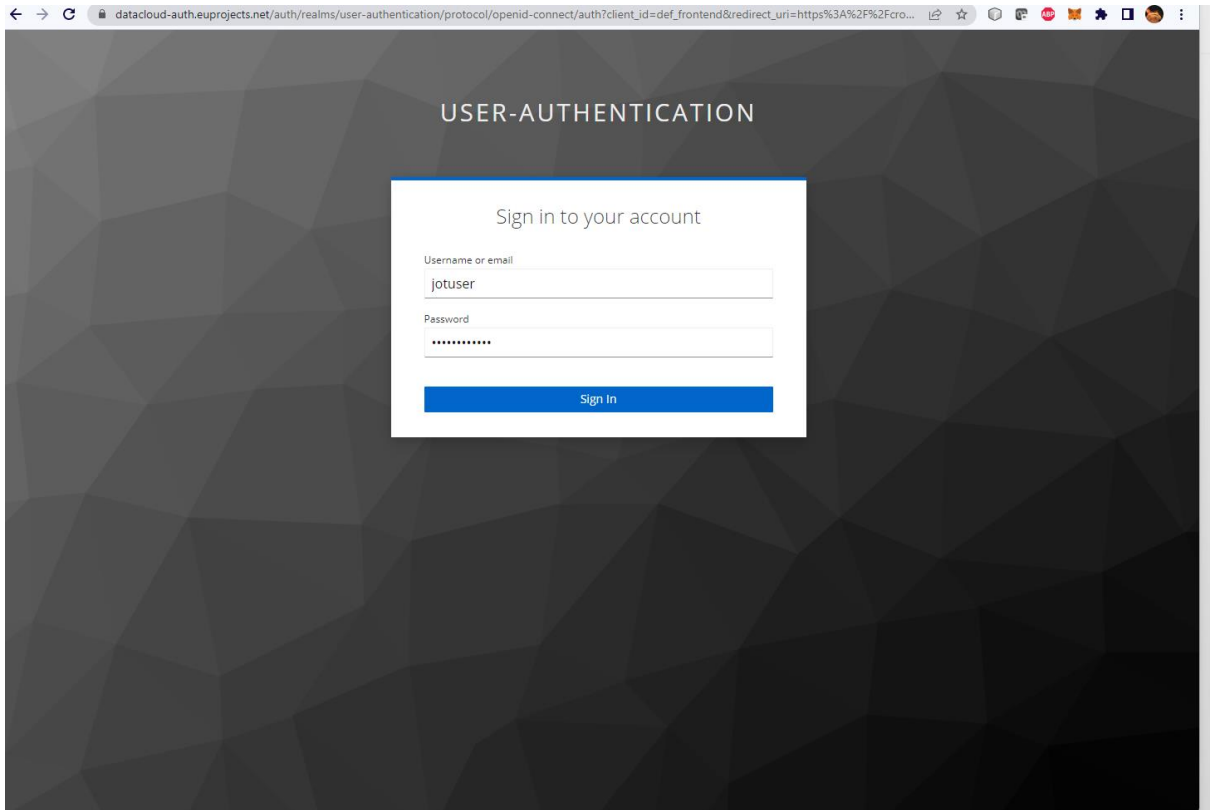 datacloud-auth.euprojects.net/auth/realms/user-authentication/protocol/openid-connect/auth?client_id=def_frontend&redirect_uri=https%3A%2F%2Fcro...
ABP
USER-AUTHENTICATION
Sign in to your account
Username or email
jotuser
Password
••••••••••••
Sign In